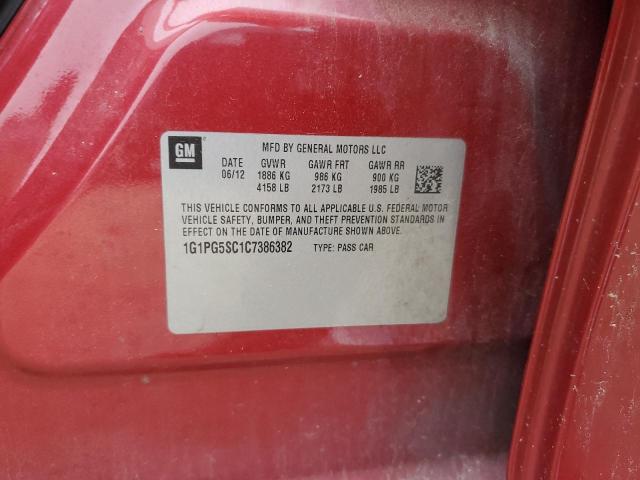 GM
MFD BY GENERAL MOTORS LLC
DATE GVWR GAWR FRT GAWR RR
06/12 1886 KG 986 KG 900 KG
4158 LB 2173 LB 1985 LB
THIS VEHICLE CONFORMS TO ALL APPLICABLE U.S. FEDERAL MOTOR
VEHICLE SAFETY, BUMPER, AND THEFT PREVENTION STANDARDS IN
EFFECT ON THE DATE OF MANUFACTURE SHOWN ABOVE.
1G1PG5SC1C7386382 TYPE: PASS CAR